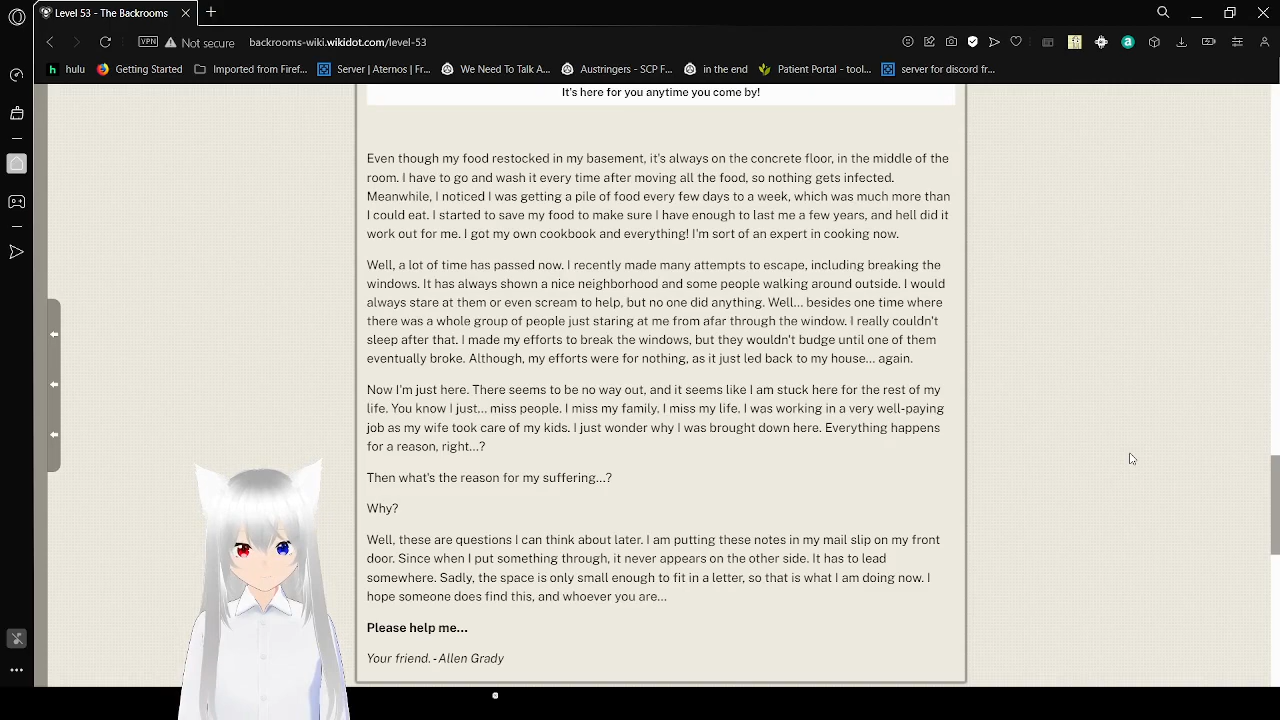 Level 53 - The Backrooms
VPN
Not secure
backrooms-wiki.wikidot.com/level-53
hulu
Getting Started
Imported from Firef...
Server | Aternos | Fr...
We Need To Talk A...
Austringers - SCP F...
in the end
Patient Portal - tool...
server for discord fr...
It's here for you anytime you come by!
Even though my food restocked in my basement, it's always on the concrete floor, in the middle of the
room. I have to go and wash it every time after moving all the food, so nothing gets infected.
Meanwhile, I noticed I was getting a pile of food every few days to a week, which was much more than
I could eat. I started to save my food to make sure I have enough to last me a few years, and hell did it
work out for me. I got my own cookbook and everything! I'm sort of an expert in cooking now.
Well, a lot of time has passed now. I recently made many attempts to escape, including breaking the
windows. It has always shown a nice neighborhood and some people walking around outside. I would
always stare at them or even scream to help, but no one did anything. Well... besides one time where
there was a whole group of people just staring at me from afar through the window. I really couldn't
sleep after that. I made my efforts to break the windows, but they wouldn't budge until one of them
eventually broke. Although, my efforts were for nothing, as it just led back to my house... again.
Now I'm just here. There seems to be no way out, and it seems like I am stuck here for the rest of my
life. You know I just... miss people. I miss my family. I miss my life. I was working in a very well-paying
job as my wife took care of my kids. I just wonder why I was brought down here. Everything happens
for a reason, right...?
Then what's the reason for my suffering...?
Why?
Well, these are questions I can think about later. I am putting these notes in my mail slip on my front
door. Since when I put something through, it never appears on the other side. It has to lead
somewhere. Sadly, the space is only small enough to fit in a letter, so that is what I am doing now. I
hope someone does find this, and whoever you are...
Please help me...
Your friend. - Allen Grady